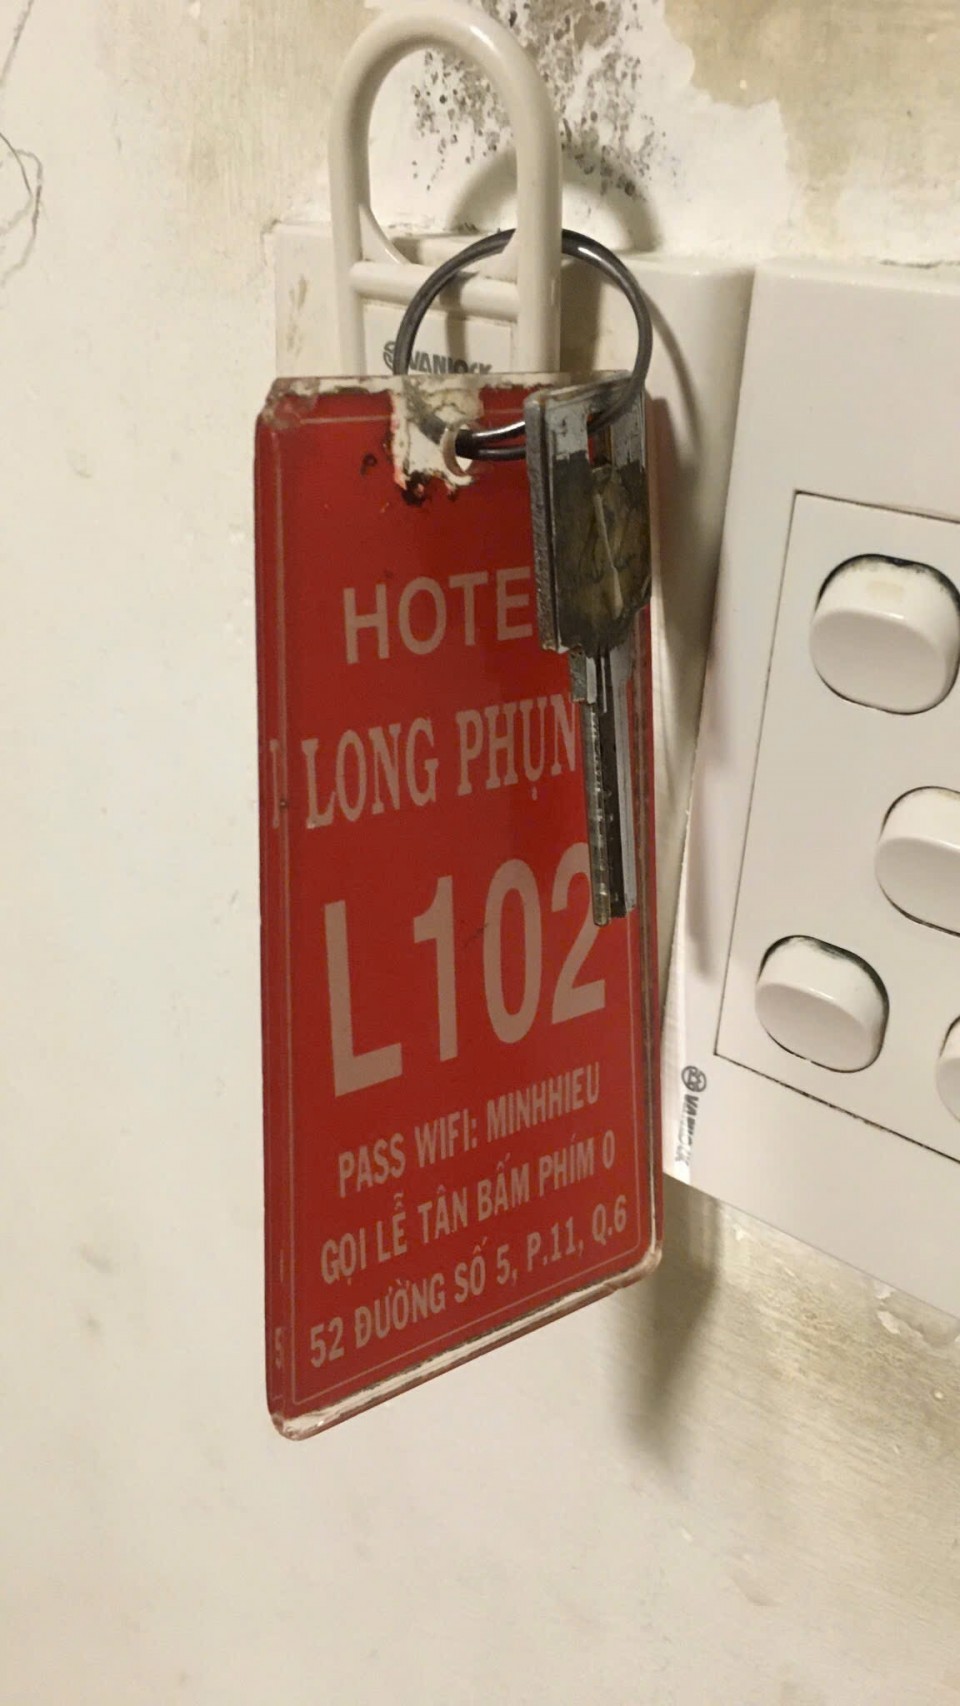 VANLOCK
HOTE
LONG PHỤN
L102
PASS WIFI: MINHHIEU
GỌI LỄ TÂN BẤM PHÍM 0
52 ĐƯỜNG SỐ 5, P.11, Q.6